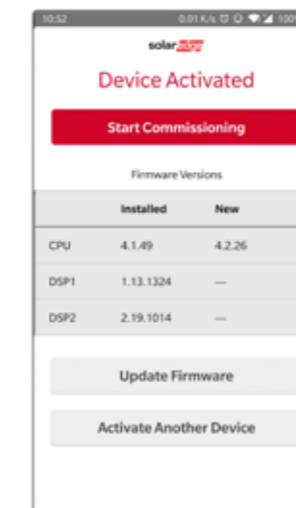 10:52 0.01 K/s 100%
solaredge
Device Activated
Start Commissioning
Firmware Versions
Installed New
CPU 4.1.49 4.2.26
DSP1 1.13.1324 —
DSP2 2.19.1014 —
Update Firmware
Activate Another Device